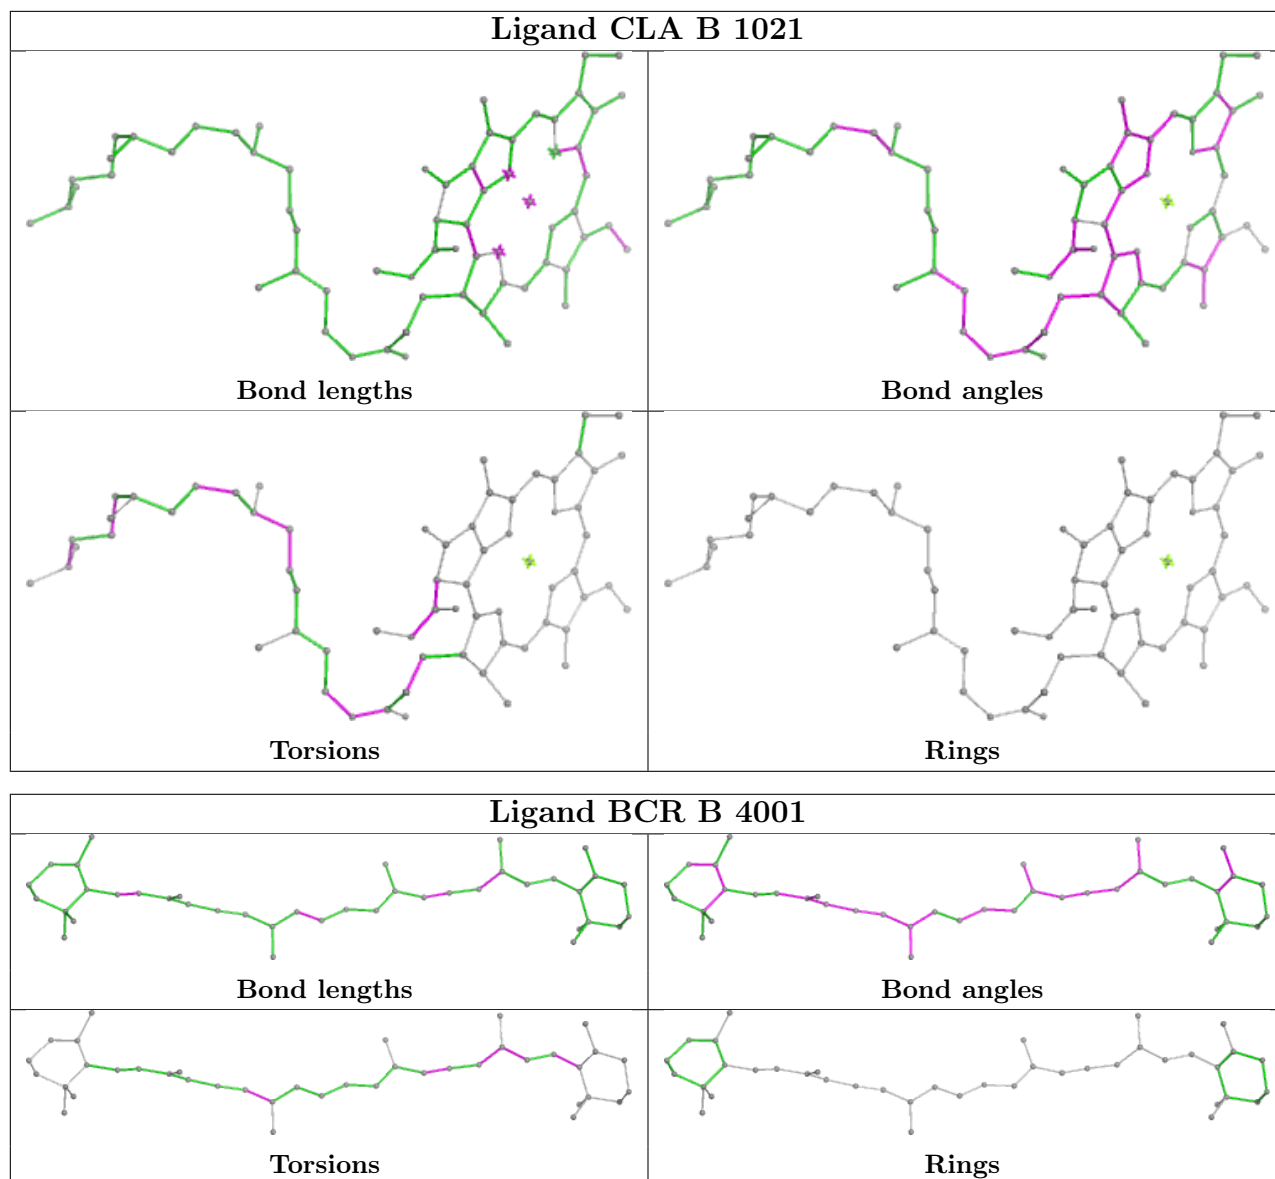 Ligand CLA B 1021
Bond lengths
Bond angles
Torsions
Rings
Ligand BCR B 4001
Bond lengths
Bond angles
Torsions
Rings